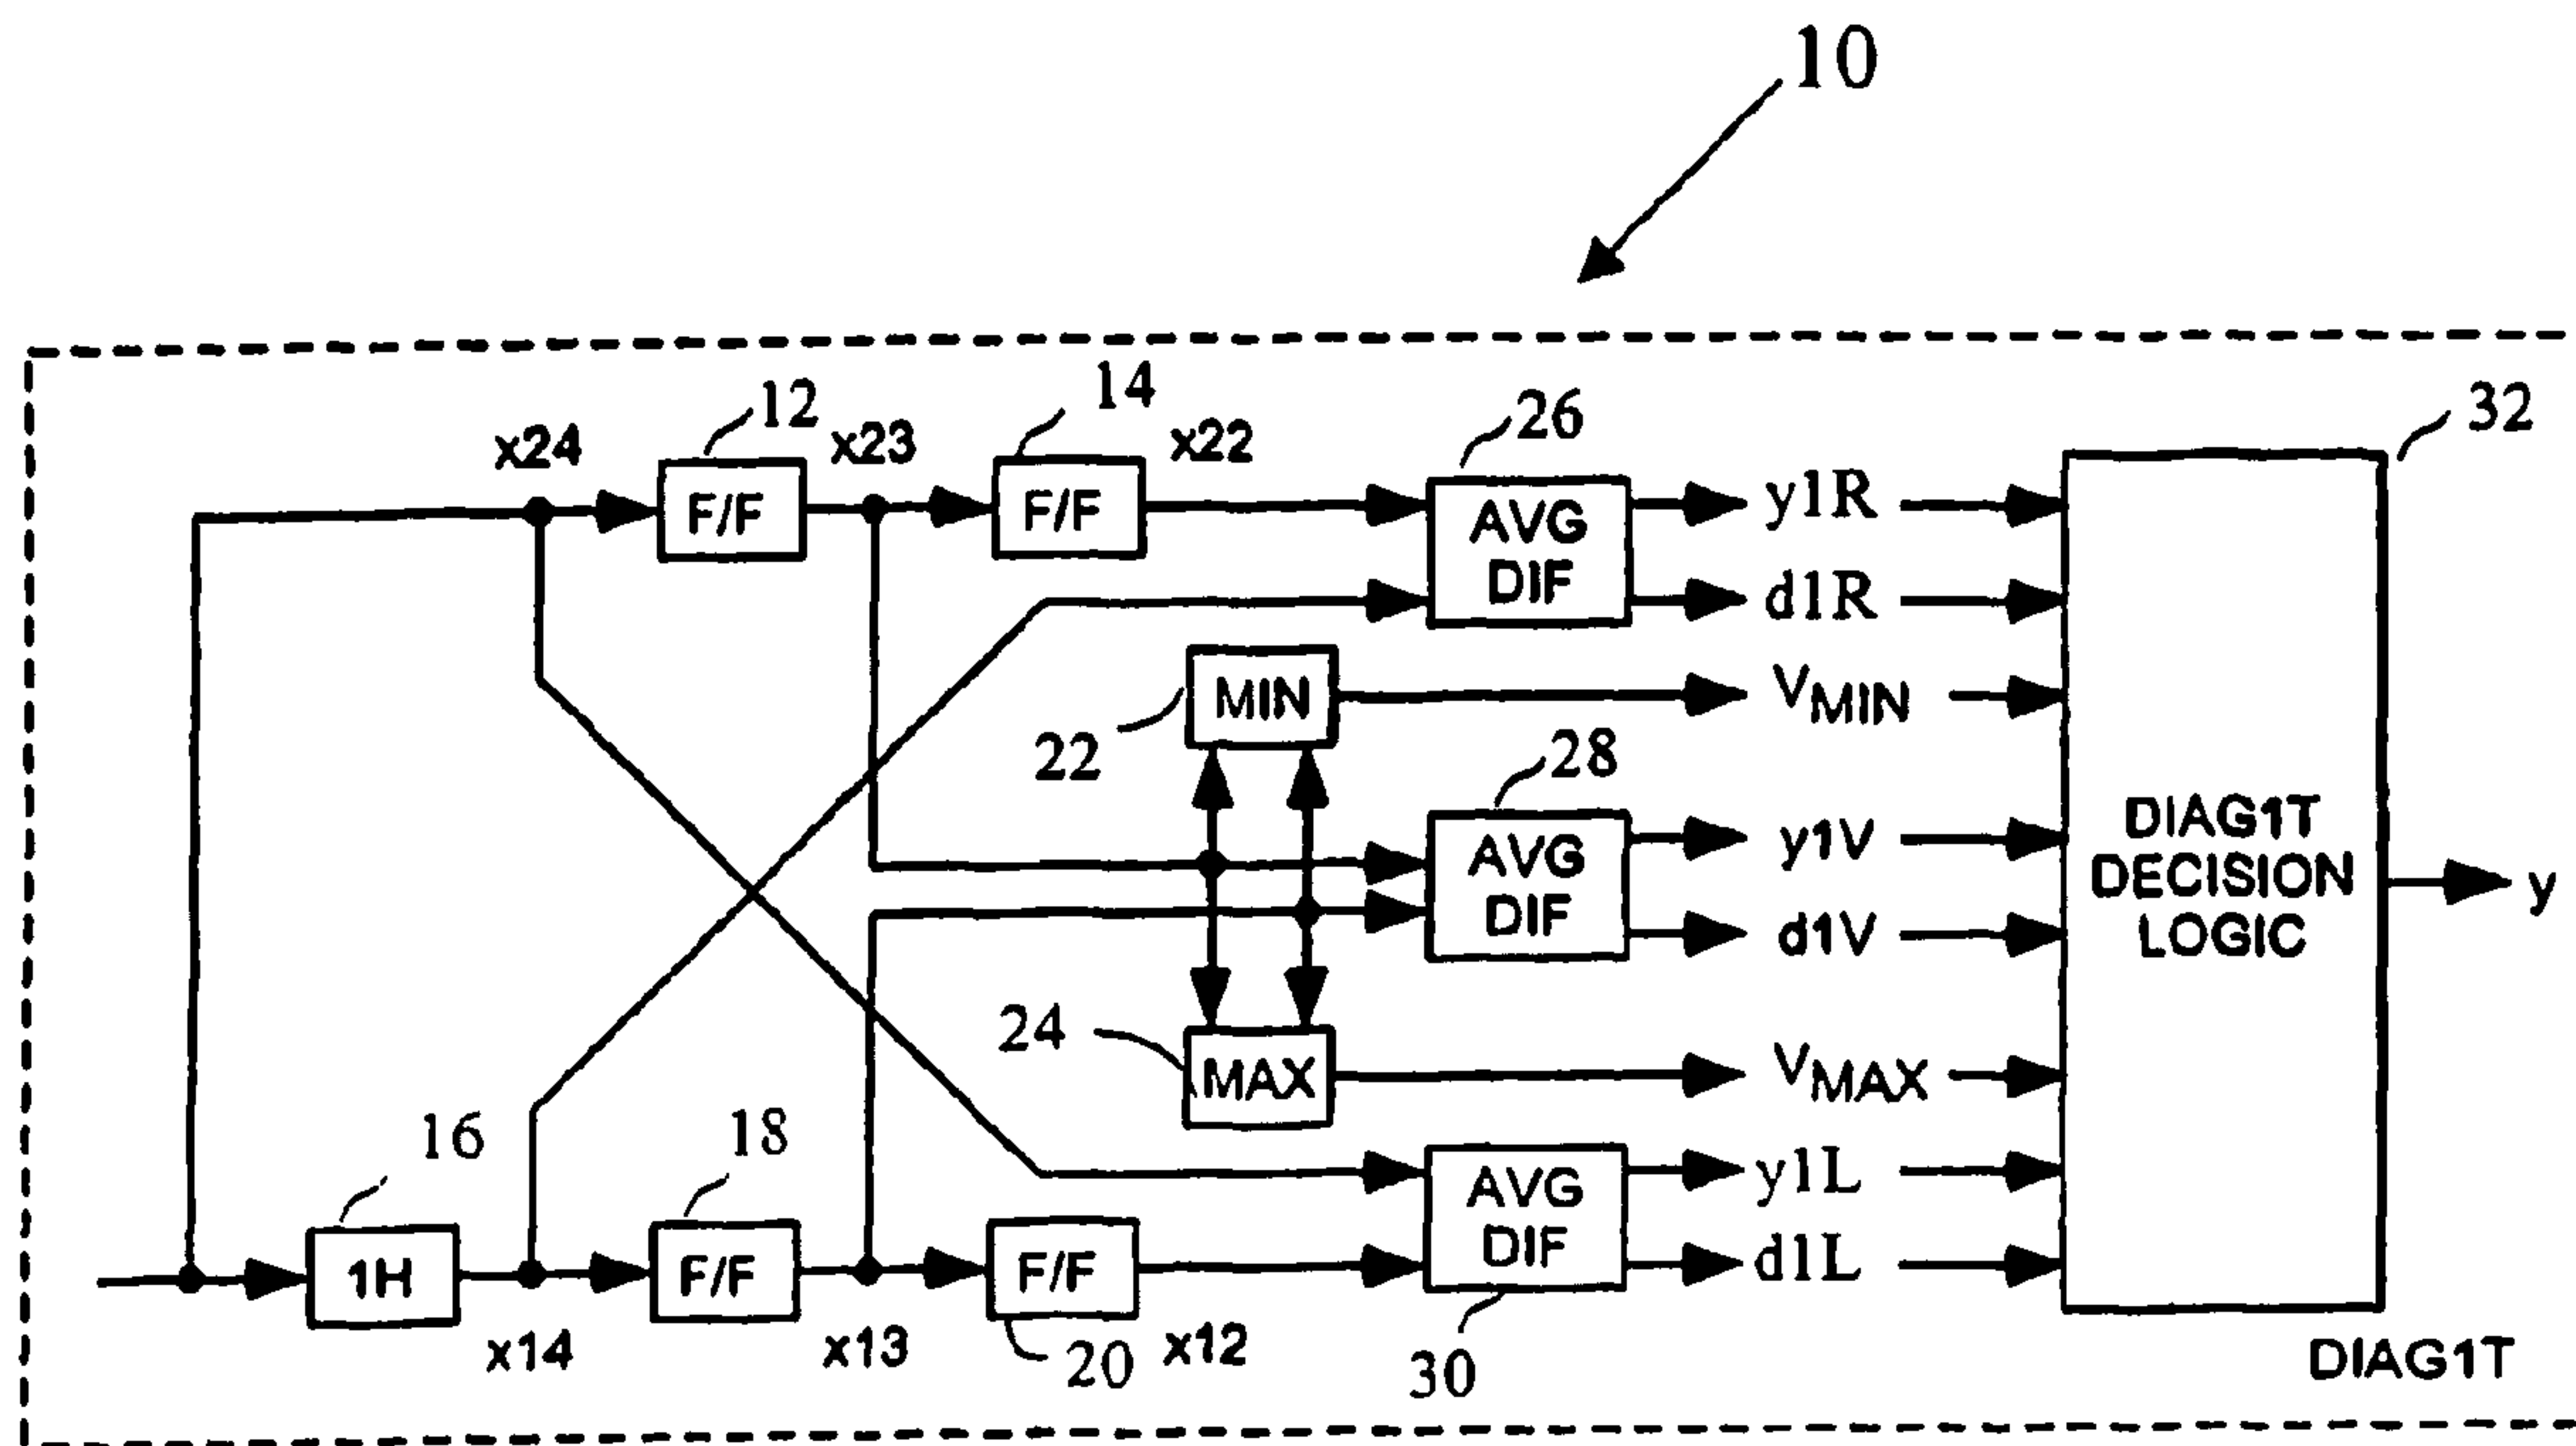 10
12
14
26
32
x24
x23
x22
F/F
F/F
AVG
DIF
y1R
d1R
MIN
VMIN
22
28
AVG
DIF
y1V
d1V
DIAG1T
DECISION
LOGIC
y
24
MAX
VMAX
16
18
AVG
DIF
y1L
d1L
1H
F/F
F/F
x14
x13
20
x12
30
DIAG1T